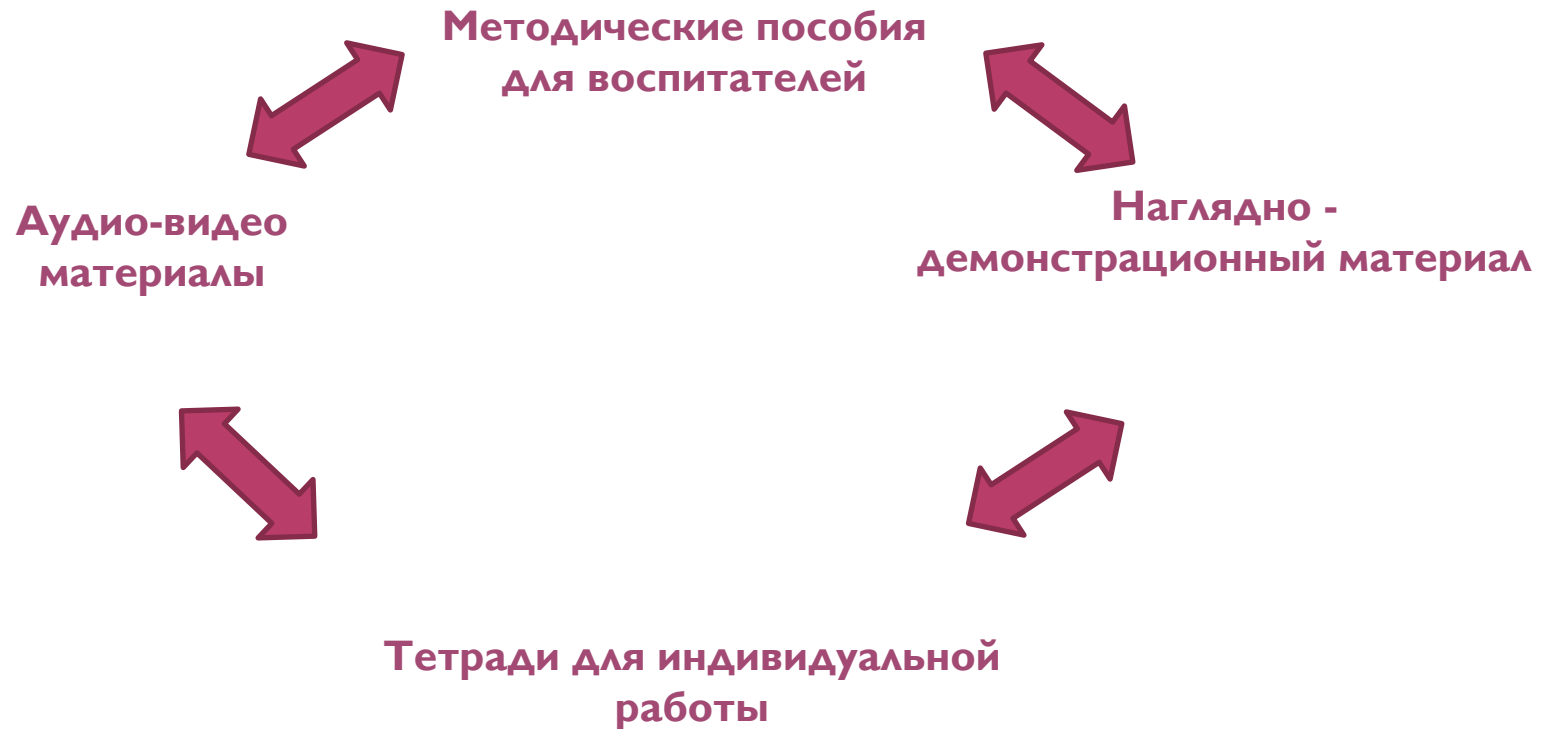 Методические пособия
для воспитателей
Аудио-видео
материалы
Наглядно -
демонстрационный материал
Тетради для индивидуальной
работы